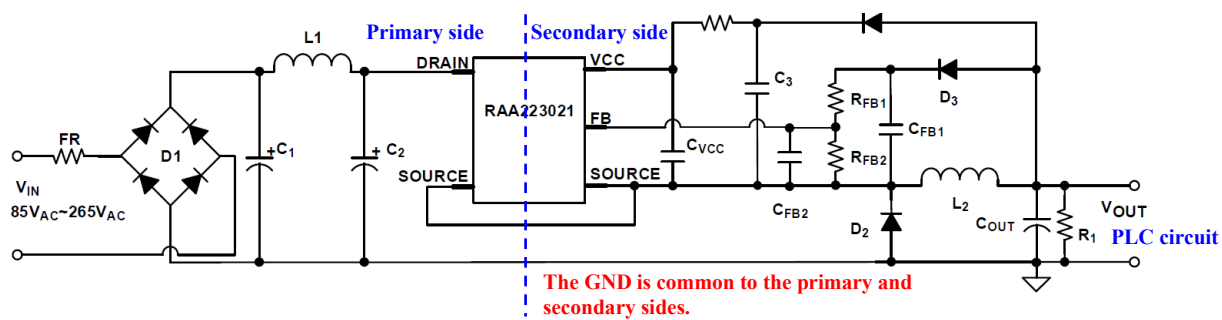 Primary side
Secondary side
L1
DRAIN
VCC
RAA223021
C3
RFB1
D3
FB
CFB1
FR
D1
+ C1
+ C2
CVCC
RFB2
SOURCE
SOURCE
VIN
85VAC~265VAC
CFB2
L2
D2
COUT
R1
VOUT
PLC circuit
The GND is common to the primary and
secondary sides.